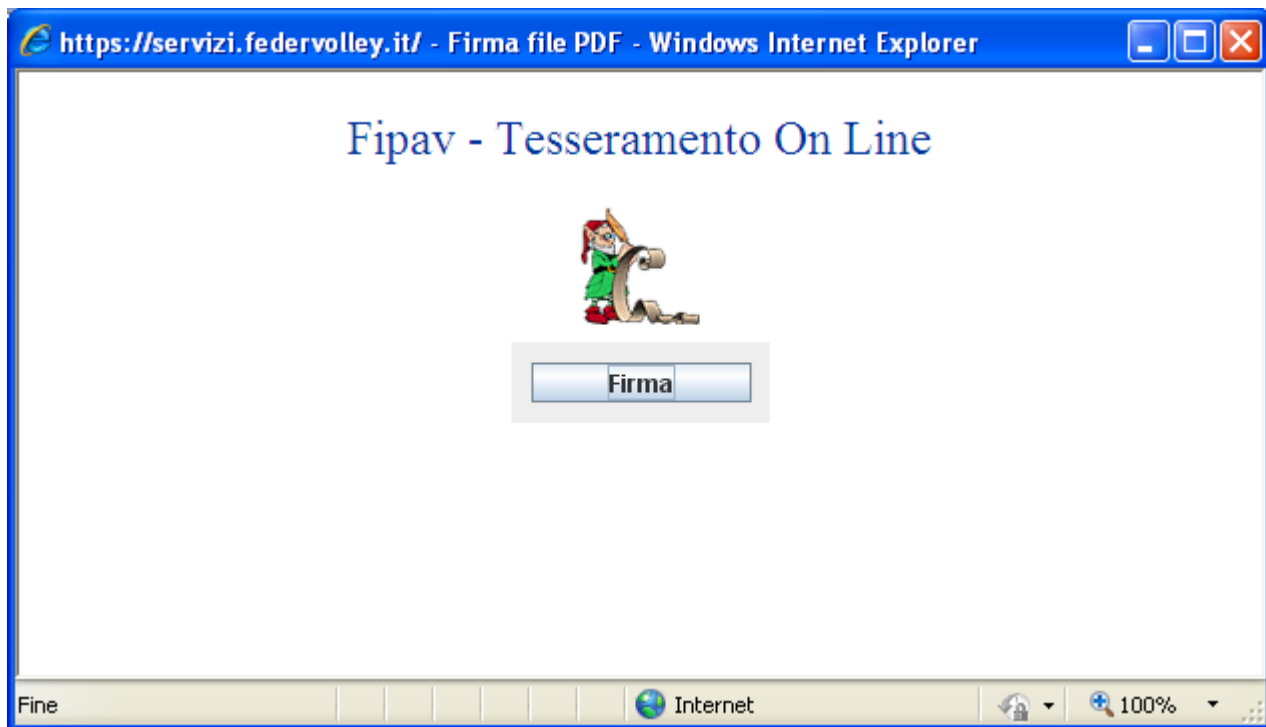 https://servizi.federvolley.it/ - Firma file PDF - Windows Internet Explorer
Fipav - Tesseramento On Line
Firma
Fine
Internet
100%